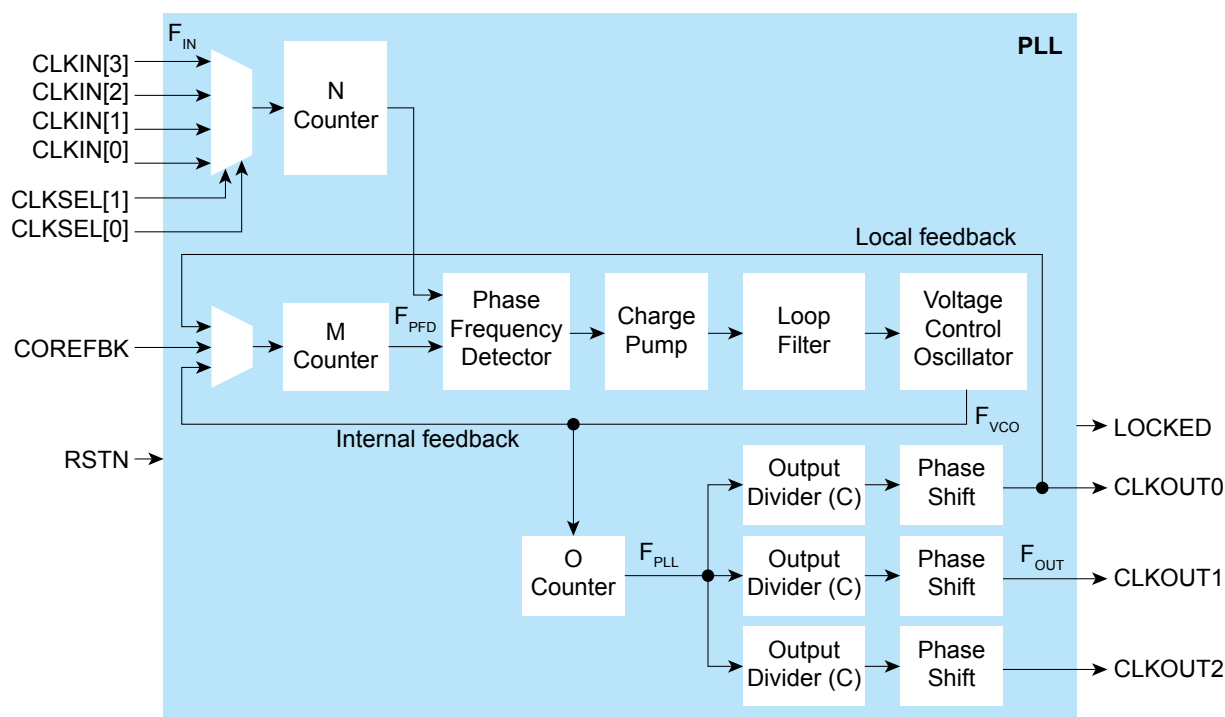 PLL
F_IN
CLKIN[3]
CLKIN[2]
CLKIN[1]
CLKIN[0]
CLKSEL[1]
CLKSEL[0]
N
Counter
Local feedback
COREFBK
M
Counter
F_PFD
Phase
Frequency
Detector
Charge
Pump
Loop
Filter
Voltage
Control
Oscillator
Internal feedback
F_VCO
RSTN
LOCKED
Output
Divider (C)
Phase
Shift
CLKOUT0
O
Counter
F_PLL
Output
Divider (C)
Phase
Shift
F_OUT
CLKOUT1
Output
Divider (C)
Phase
Shift
CLKOUT2